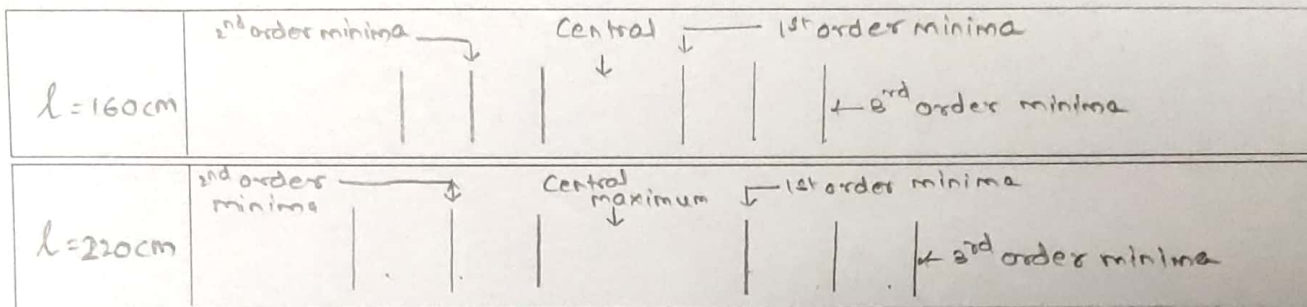 2nd order minima
Central
1st order minima
l=160cm
3rd order minima
2nd orders
minima
Central
maximum
1st order minima
l=220cm
3rd order minima